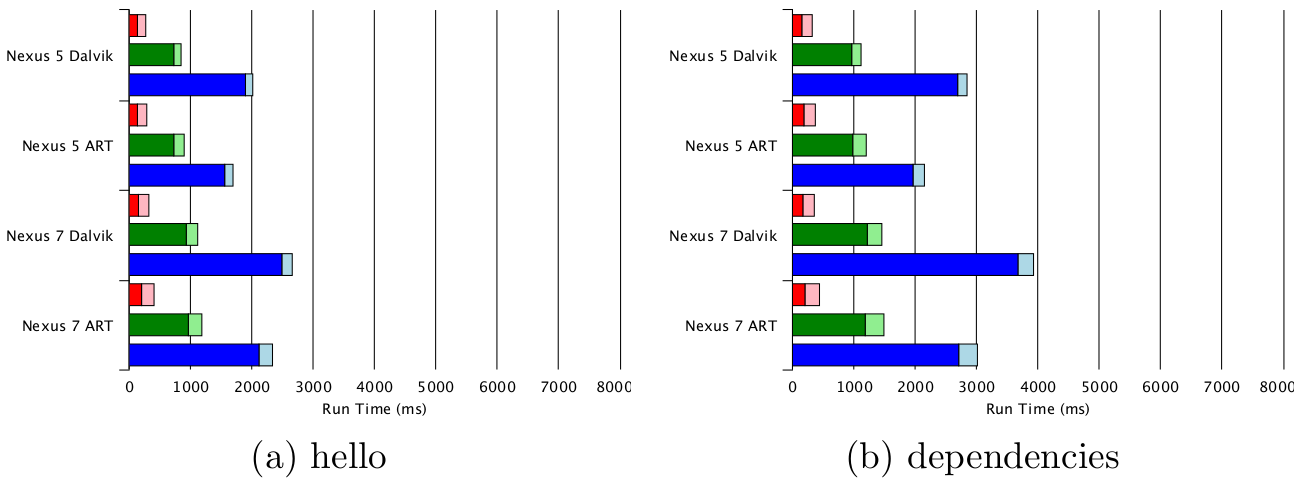 Nexus 5 Dalvik
Nexus 5 ART
Nexus 7 Dalvik
Nexus 7 ART
0 1000 2000 3000 4000 5000 6000 7000 8000
Run Time (ms)
(a) hello
Nexus 5 Dalvik
Nexus 5 ART
Nexus 7 Dalvik
Nexus 7 ART
0 1000 2000 3000 4000 5000 6000 7000 8000
Run Time (ms)
(b) dependencies